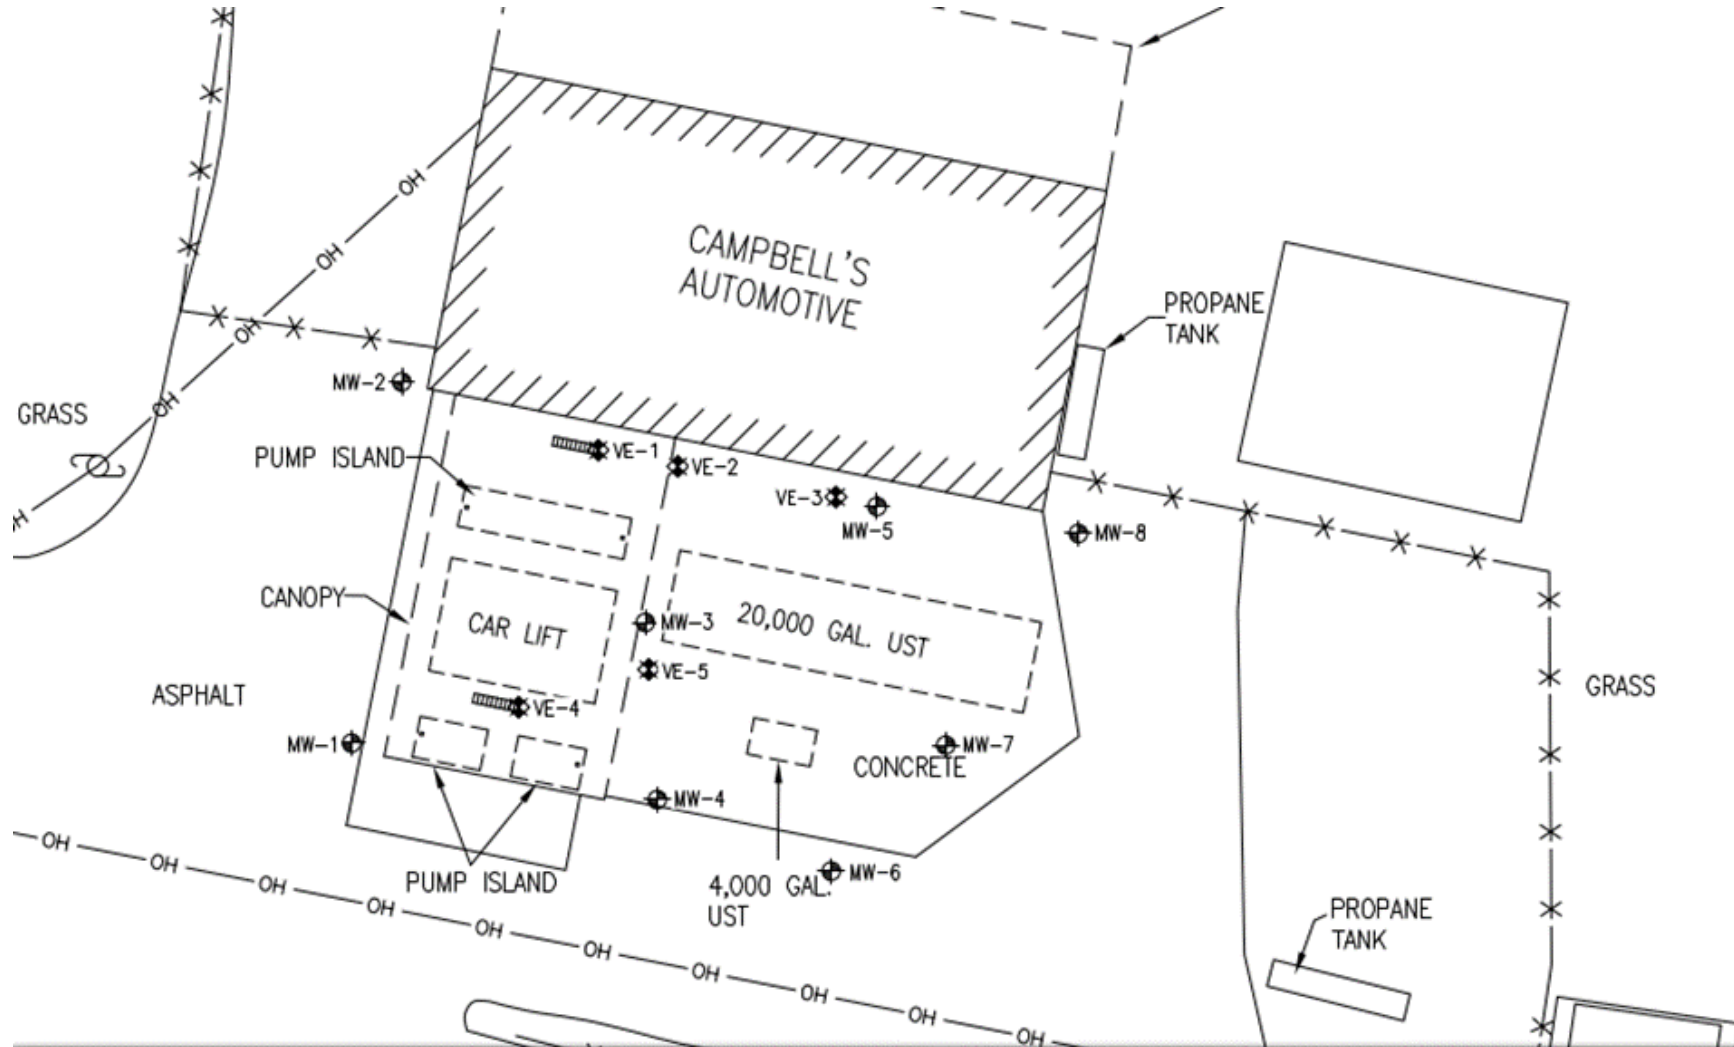 OH
OH
OH
OH
CAMPBELL'S
AUTOMOTIVE
PROPANE
TANK
MW-2
GRASS
PUMP ISLAND
VE-1
VE-2
VE-3
MW-5
MW-8
CANOPY
CAR LIFT
MW-3
20,000 GAL. UST
VE-5
ASPHALT
GRASS
VE-4
MW-1
MW-7
CONCRETE
MW-4
PUMP ISLAND
4,000 GAL.
UST
MW-6
PROPANE
TANK
OH
OH
OH
OH
OH
OH
OH
OH
OH
OH